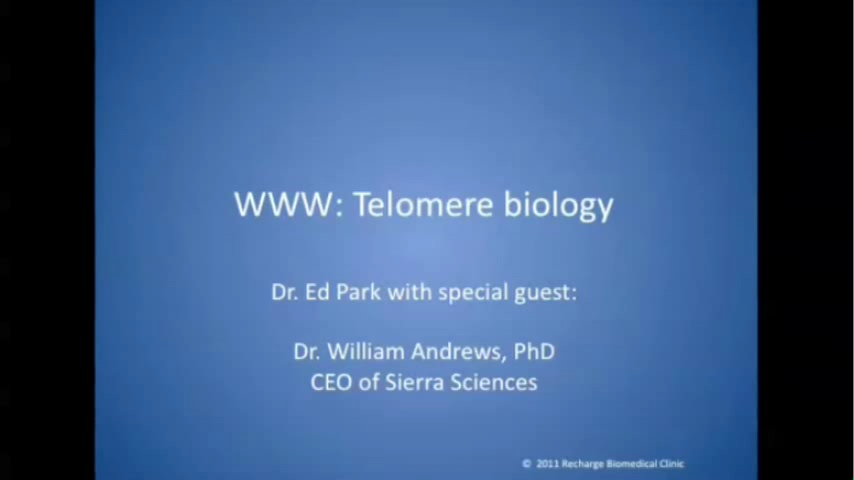 WWW: Telomere biology
Dr. Ed Park with special guest:
Dr. William Andrews, PhD
CEO of Sierra Sciences
© 2011 Recharge Biomedical Clinic